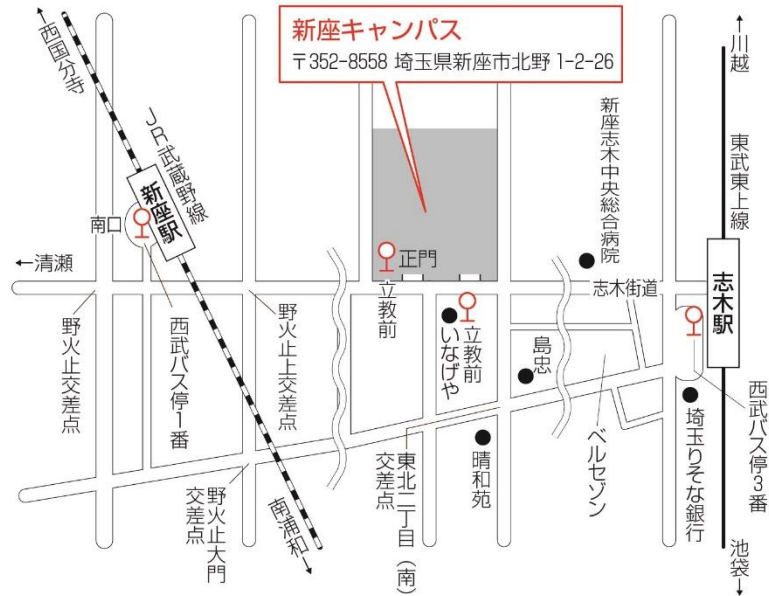 新座キャンパス
〒352-8558 埼玉県新座市北野 1-2-26
←西国分寺
JR武蔵野線
新座駅
南口
←清瀬
野火止交差点
西武バス停1番
野火止上交差点
野火止大門
交差点
南浦和→
正門
立教前
立教前
いなげや
東北二丁目(南)
交差点
晴和苑
島忠
新座志木中央総合病院
志木街道
ベルセゾン
←川越
東武東上線
志木駅
西武バス停3番
埼玉りそな銀行
池袋→